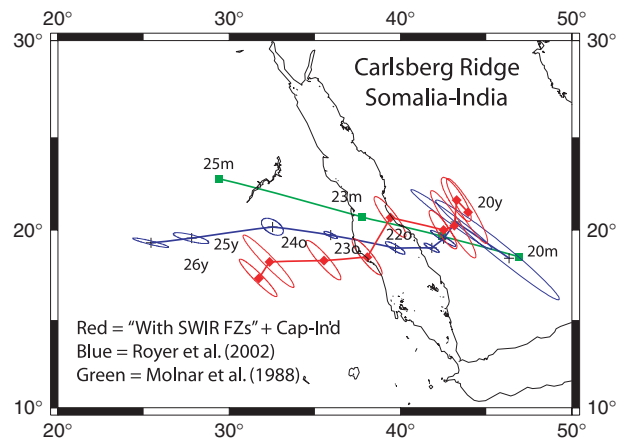 20° 30° 40° 50°
30° 30°
Carlsberg Ridge
Somalia-India
25m
23m
20y
22o
20° 20°
25y 24o 23o 20m
26y
Red = "With SWIR FZs" + Cap-In'd
Blue = Royer et al. (2002)
Green = Molnar et al. (1988)
10° 10°
20° 30° 40° 50°